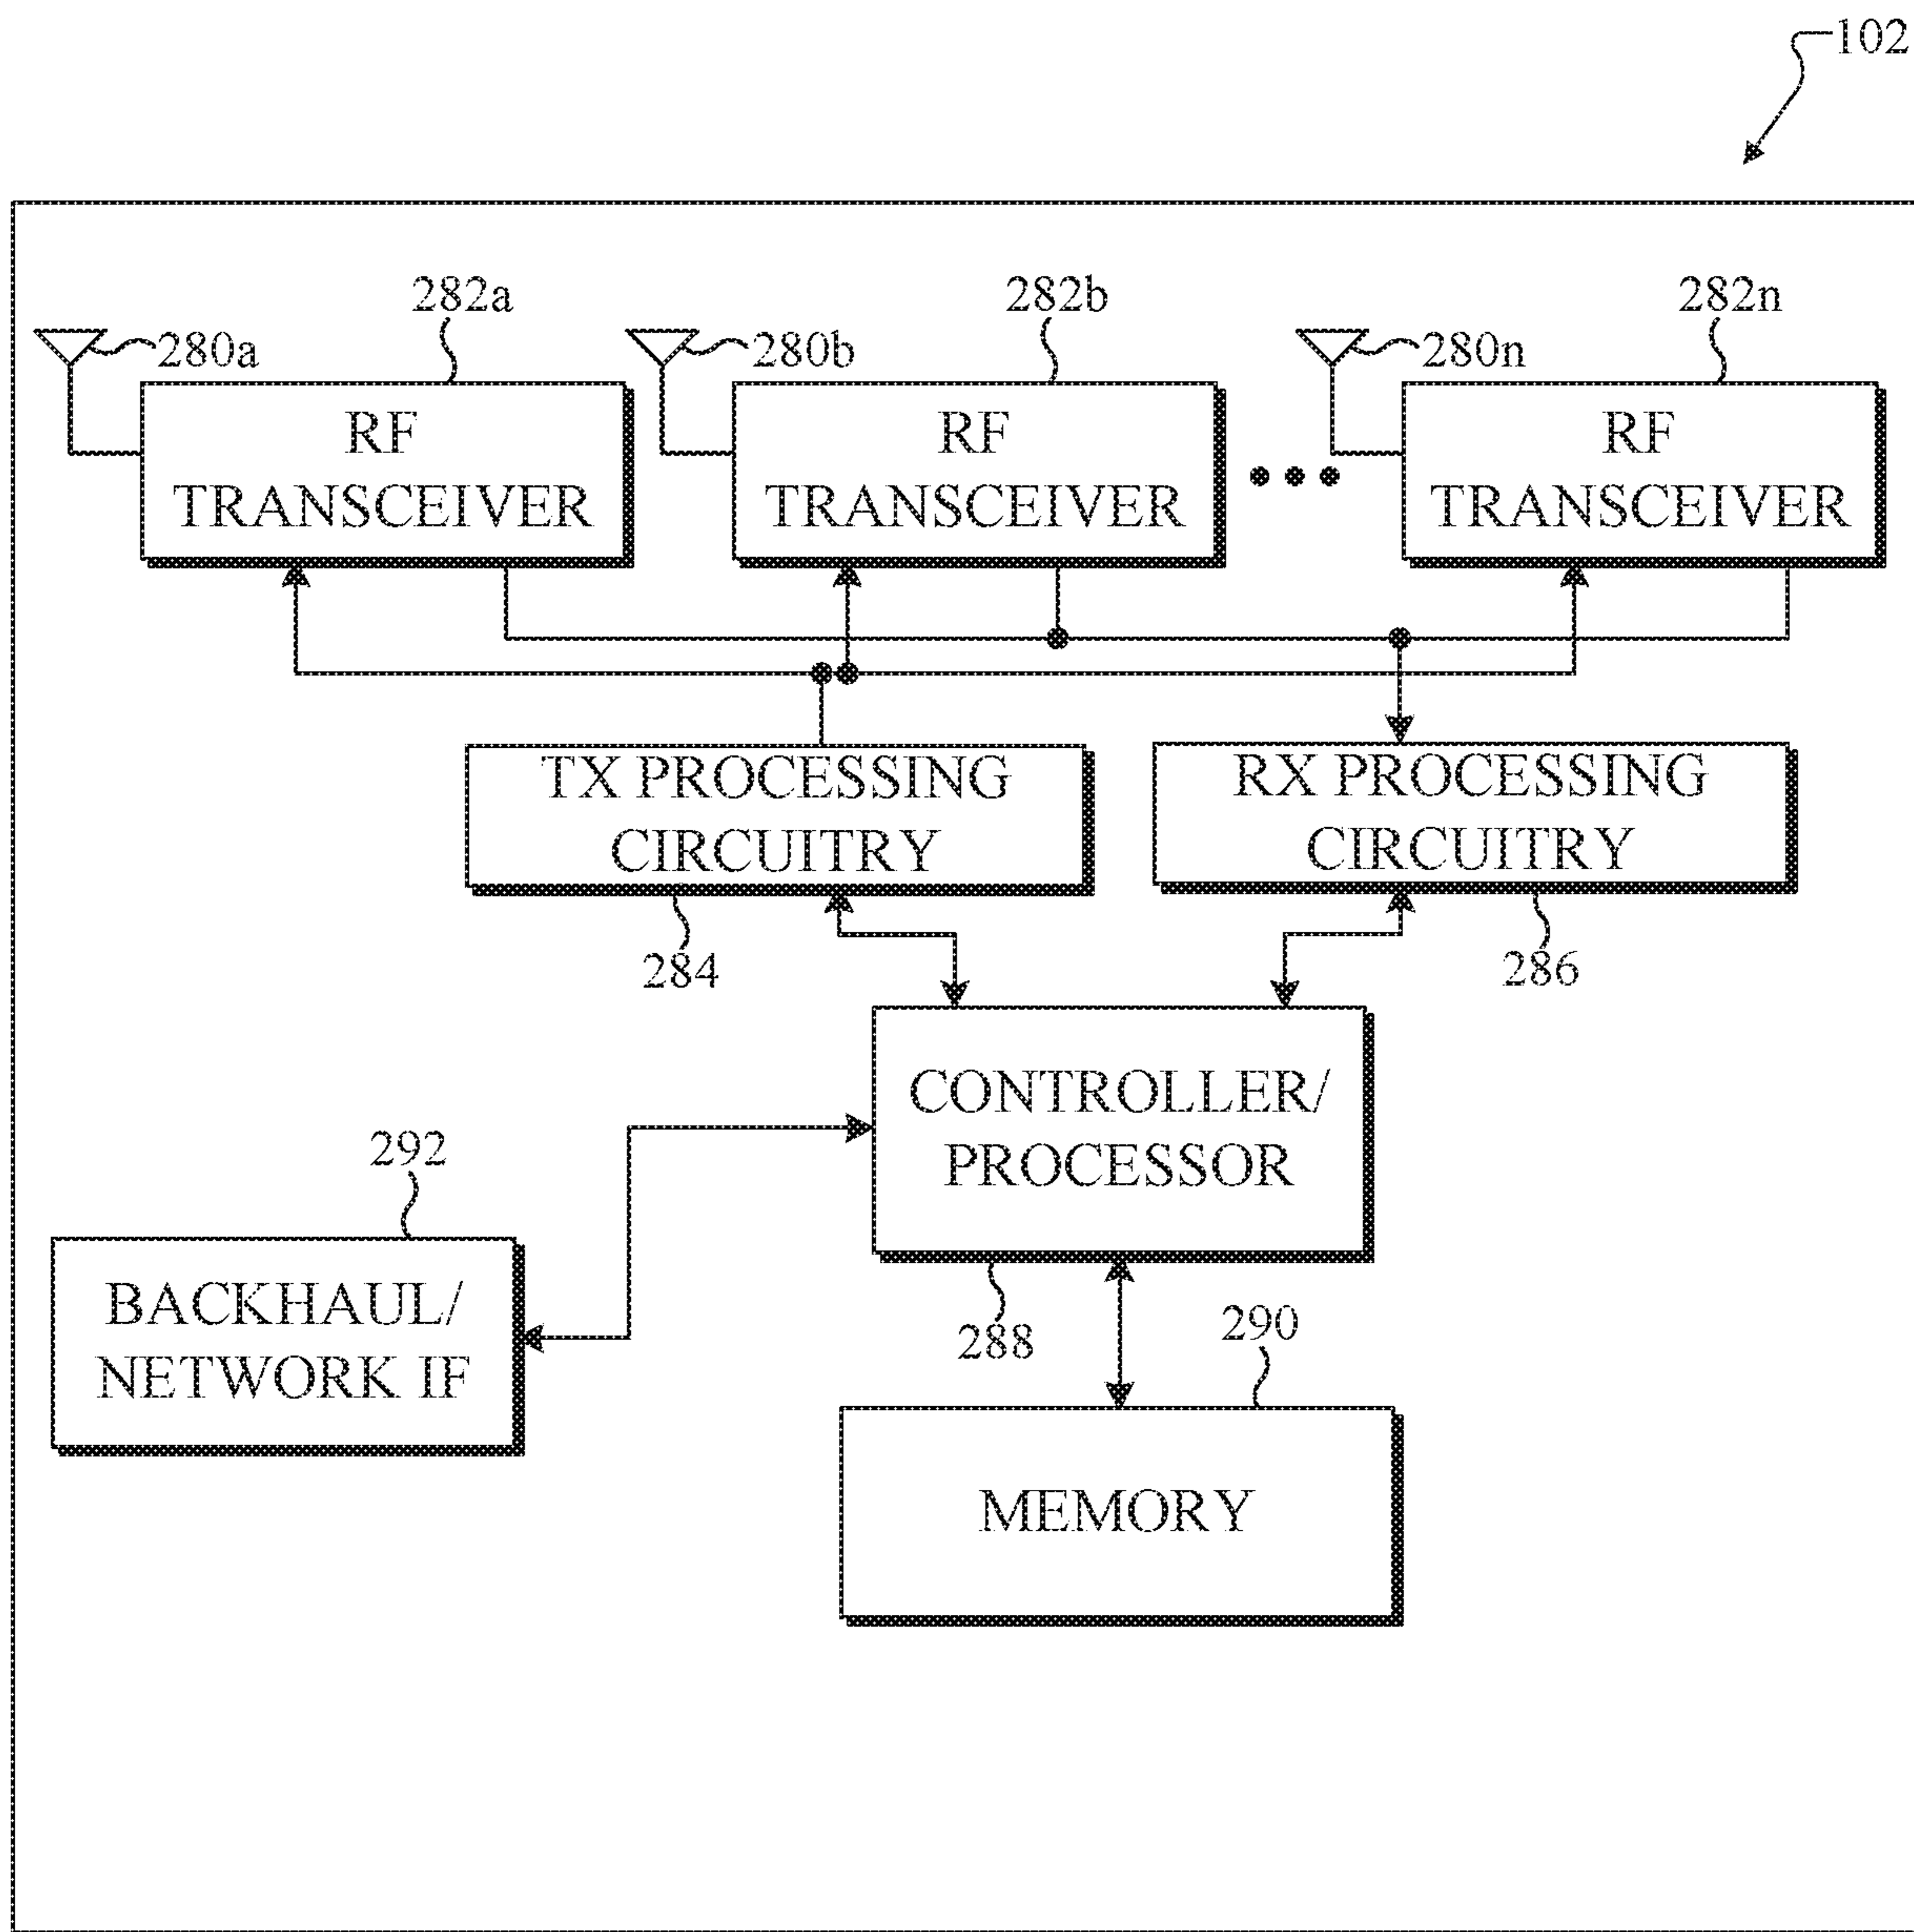 102
282a
282b
282n
280a
280b
280n
RF
TRANSCEIVER
RF
TRANSCEIVER
RF
TRANSCEIVER
TX PROCESSING
CIRCUITRY
RX PROCESSING
CIRCUITRY
284
286
CONTROLLER/
PROCESSOR
292
BACKHAUL/
NETWORK IF
288
290
MEMORY